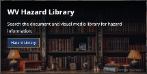 WV Hazard Library
Search the document and visual media library for hazard
information.
Hazard Library